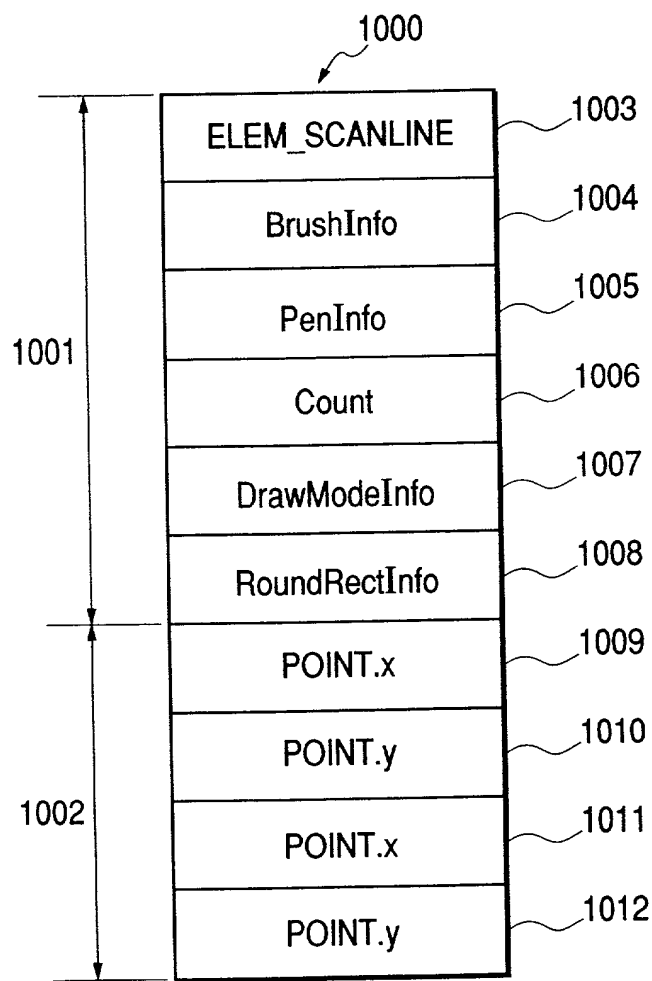 1000
ELEM_SCANLINE 1003
BrushInfo 1004
PenInfo 1005
1001
Count 1006
DrawModeInfo 1007
RoundRectInfo 1008
POINT.x 1009
POINT.y 1010
1002
POINT.x 1011
POINT.y 1012